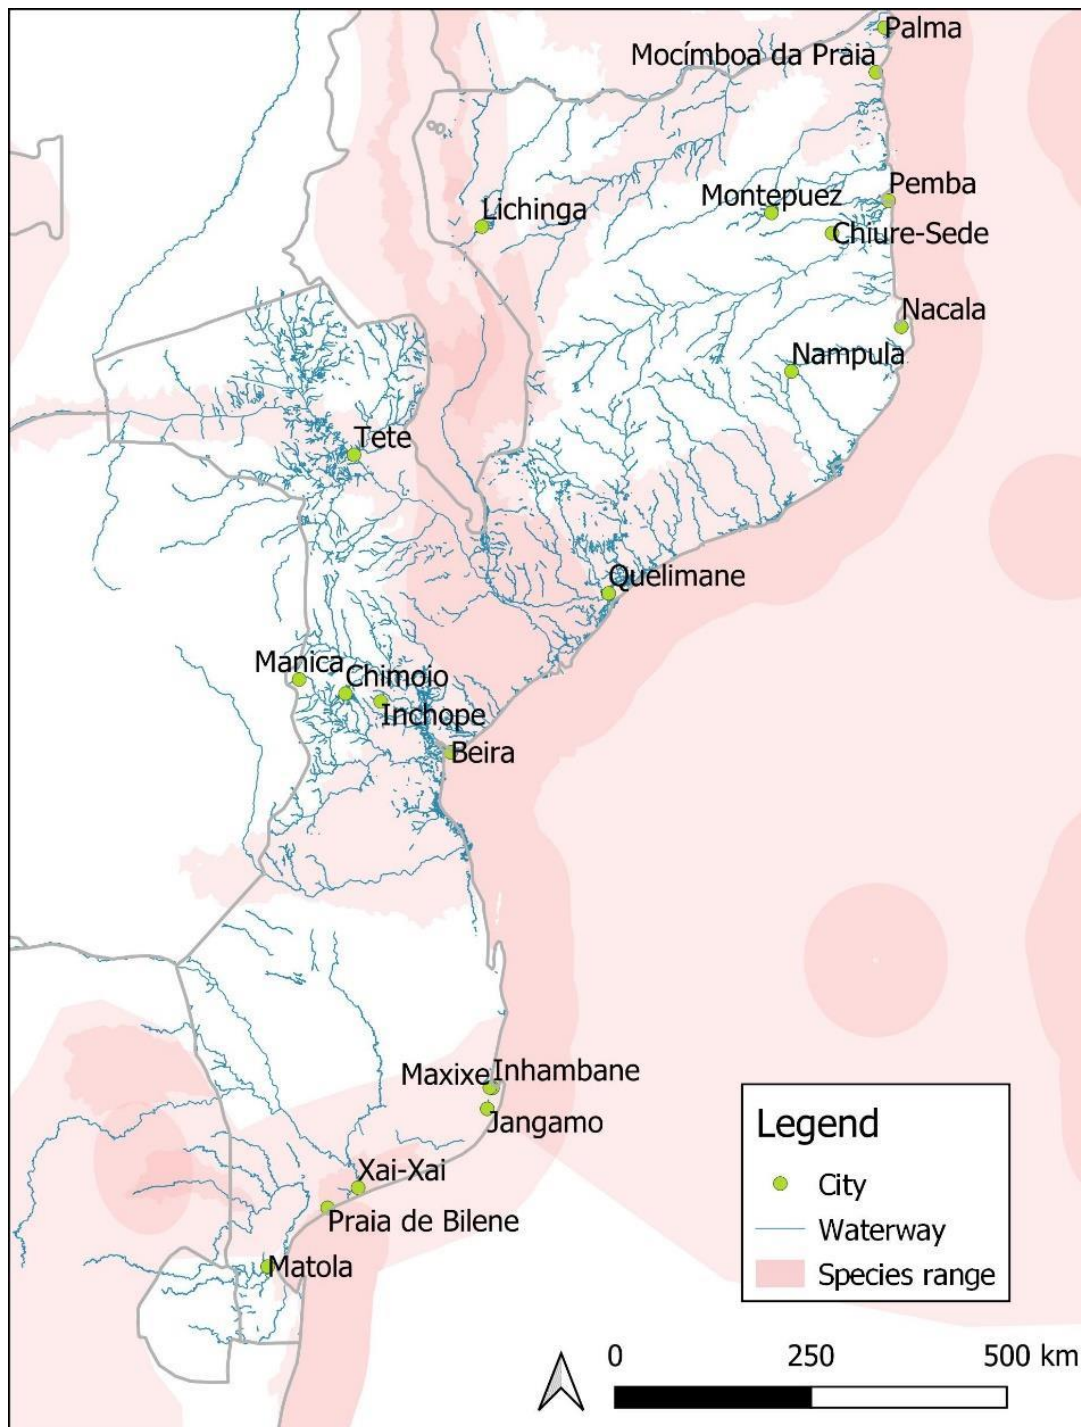 Palma
Mocímboa da Praia
Pemba
Montepuez
Lichinga
Chiure-Sede
Nacala
Nampula
Tete
Quelimane
Manica
Chimoio
Inchope
Beira
Maxixe
Inhambane
Jangamo
Xai-Xai
Praia de Bilene
Matola
Legend
City
Waterway
Species range
0 250 500 km